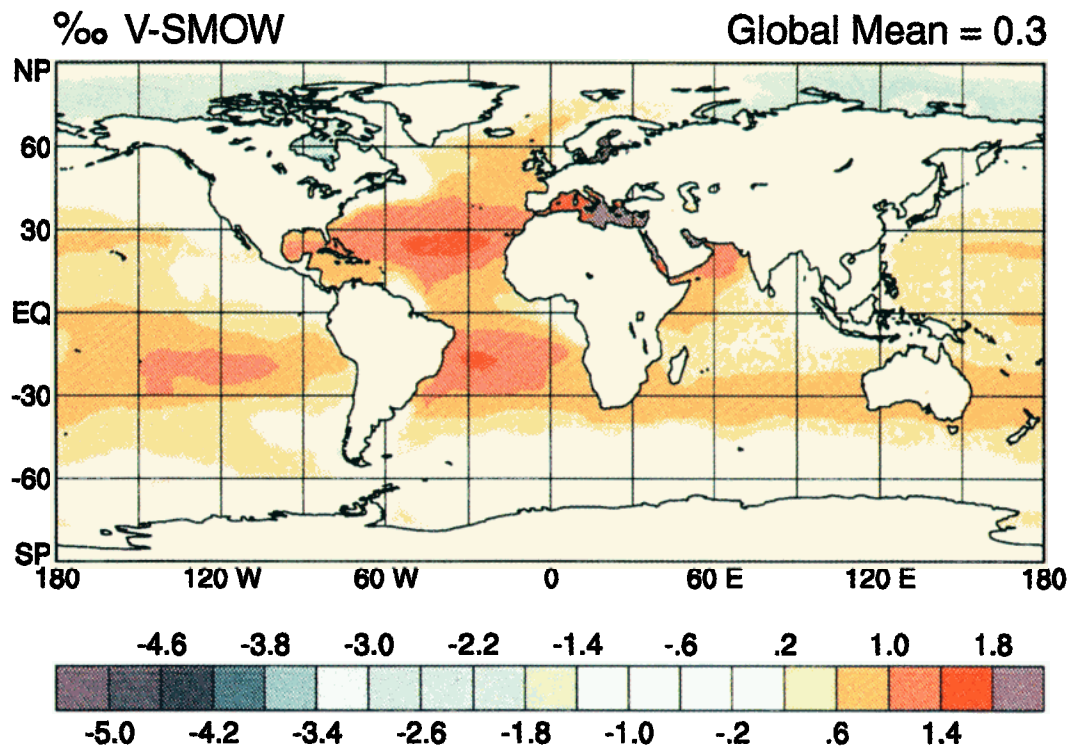 ‰ V-SMOW Global Mean = 0.3
NP
60
30
EQ
-30
-60
SP
180 120 W 60 W 0 60 E 120 E 180
-4.6 -3.8 -3.0 -2.2 -1.4 -.6 .2 1.0 1.8
-5.0 -4.2 -3.4 -2.6 -1.8 -1.0 -.2 .6 1.4